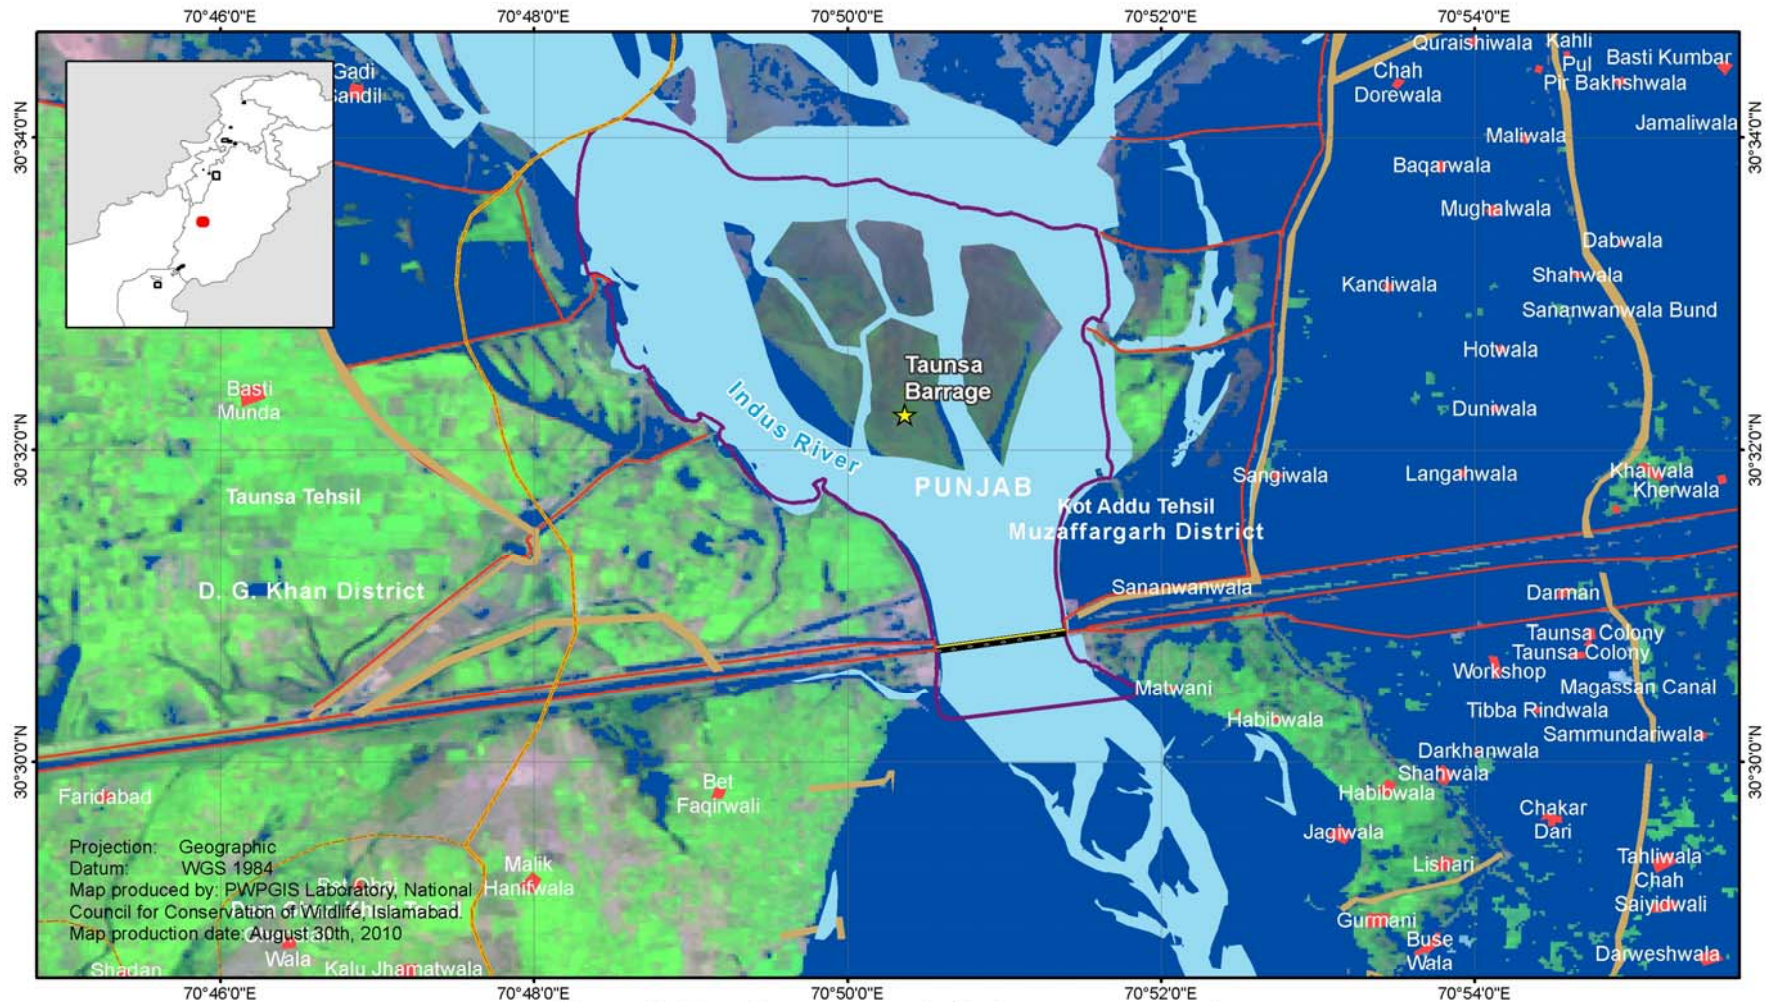 70°46'0"E
70°48'0"E
70°50'0"E
70°52'0"E
70°54'0"E
30°34'0"N
30°32'0"N
30°30'0"N
30°34'0"N
30°32'0"N
30°30'0"N
Gadi
Quraishiwala
Kahli
Pul
Basti Kumbar
Chah
Dorewala
Pir Bakhshwala
Maliwala
Jamaliwala
Baqarwala
Mughalwala
Dabwala
Shahwala
Kandiwala
Sananwanwala Bund
Hotwala
Taunsa
Barrage
Basti
Munda
Duniwala
Indus River
Sangiwala
Langahwala
Khaiwala
Kherwala
Taunsa Tehsil
PUNJAB
Kot Addu Tehsil
Muzaffargarh District
D. G. Khan District
Sananwanwala
Darman
Taunsa Colony
Taunsa Colony
Workshop
Matwani
Magassan Canal
Tibba Rindwala
Habibwala
Sammundariwala
Darkhanwala
Shahwala
Habibwala
Bet
Faqirwali
Faridabad
Chakar
Dari
Jagiwala
Lishari
Tahliwala
Chah
Saiyidwali
Malik
Hanifwala
Gurmani
Buse
Wala
Darweshwala
Projection: Geographic
Datum: WGS 1984
Map produced by: PWPGIS Laboratory, National
Council for Conservation of Wildlife, Islamabad.
Map production date: August 30th, 2010
Wala
Shadan
Kalu Jhamatwala
70°46'0"E
70°48'0"E
70°50'0"E
70°52'0"E
70°54'0"E